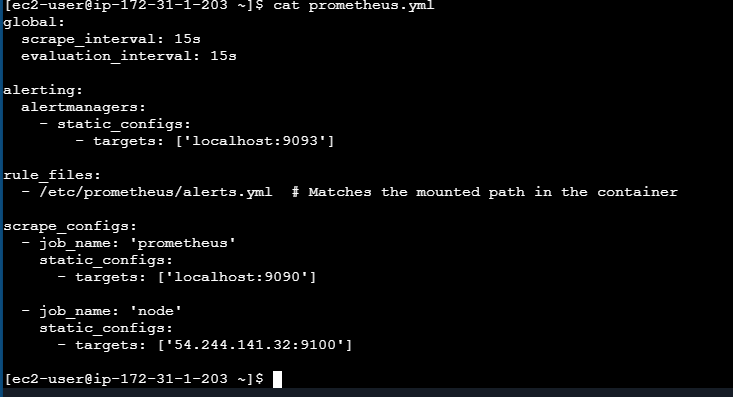 [ec2-user@ip-172-31-1-203 ~]$ cat prometheus.yml
global:
  scrape_interval: 15s
  evaluation_interval: 15s

alerting:
  alertmanagers:
    - static_configs:
        - targets: ['localhost:9093']

rule_files:
  - /etc/prometheus/alerts.yml  # Matches the mounted path in the container

scrape_configs:
  - job_name: 'prometheus'
    static_configs:
      - targets: ['localhost:9090']

  - job_name: 'node'
    static_configs:
      - targets: ['54.244.141.32:9100']

[ec2-user@ip-172-31-1-203 ~]$